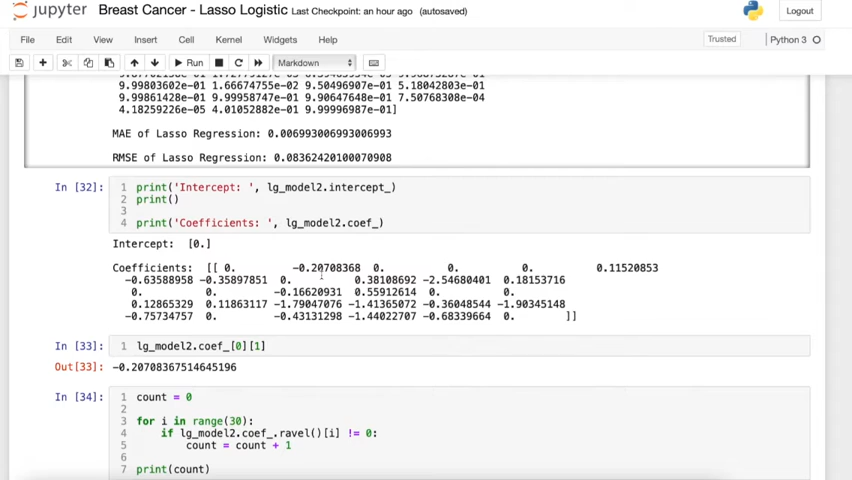 jupyter Breast Cancer - Lasso Logistic Last Checkpoint: an hour ago (autosaved) Logout
File Edit View Insert Cell Kernel Widgets Help Trusted Python 3
Run Markdown
9.99803602e-01 1.66674755e-02 9.50496907e-01 5.18042803e-01
9.99861428e-01 9.99958747e-01 9.90647648e-01 7.50768308e-04
4.18259226e-05 4.01052882e-01 9.99996987e-01]
MAE of Lasso Regression: 0.006993006993006993
RMSE of Lasso Regression: 0.08362420100070908
In [32]: 1 print('Intercept: ', lg_model2.intercept_)
2 print()
3
4 print('Coefficients: ', lg_model2.coef_)
Intercept: [0.]
Coefficients: [[ 0. -0.20708368 0. 0. 0. 0.11520853
-0.63588958 -0.35897851 0. 0.38108692 -2.54680401 0.18153716
0. 0. -0.16620931 0.55912614 0. 0.
0.12865329 0.11863117 -1.79047076 -1.41365072 -0.36048544 -1.90345148
-0.75734757 0. -0.43131298 -1.44022707 -0.68339664 0. ]]
In [33]: 1 lg_model2.coef_[0][1]
Out[33]: -0.20708367514645196
In [34]: 1 count = 0
2
3 for i in range(30):
4 if lg_model2.coef_.ravel()[i] != 0:
5 count = count + 1
6
7 print(count)